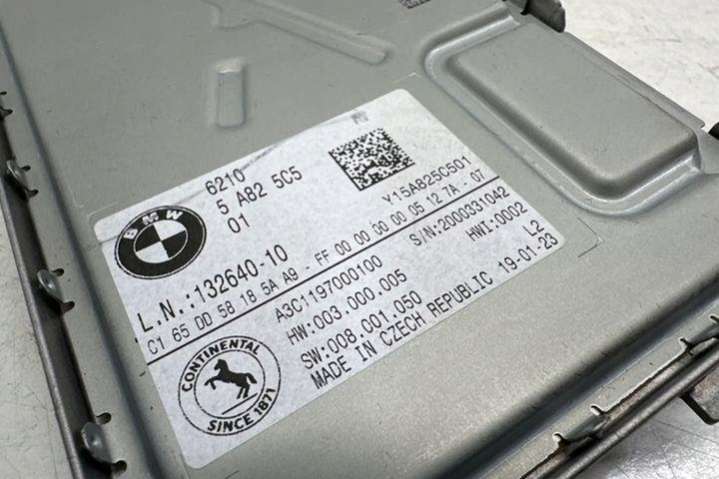 6210
5 A82 5C5
01
BMW
Y15A825C501
L.N.:132640-10
C1 65 DD 58 18 5A A9 - FF 00 00 00 00 05 12 7A - 07
A3C1197000100
S/N:2000331042
HW:003.000.005
HWI:0002
SW:008.001.050
L2
MADE IN CZECH REPUBLIC 19-01-23
CONTINENTAL
SINCE 1871